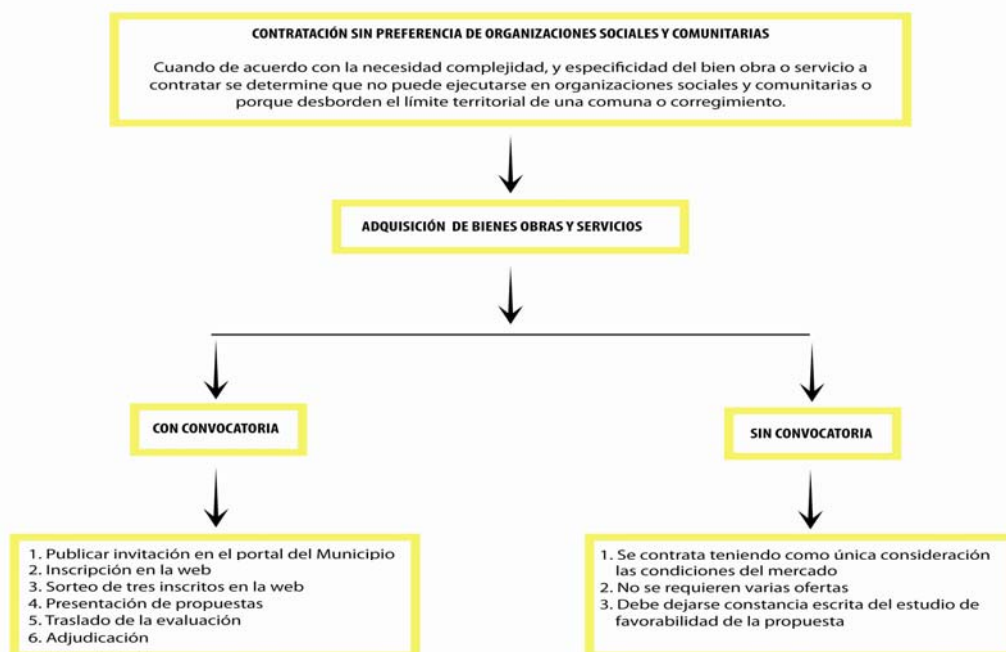 CONTRATACIÓN SIN PREFERENCIA DE ORGANIZACIONES SOCIALES Y COMUNITARIAS
Cuando de acuerdo con la necesidad complejidad, y especificidad del bien obra o servicio a
contratar se determine que no puede ejecutarse en organizaciones sociales y comunitarias o
porque desborden el límite territorial de una comuna o corregimiento.
ADQUISICIÓN DE BIENES OBRAS Y SERVICIOS
CON CONVOCATORIA
SIN CONVOCATORIA
1. Publicar invitación en el portal del Municipio
2. Inscripción en la web
3. Sorteo de tres inscritos en la web
4. Presentación de propuestas
5. Traslado de la evaluación
6. Adjudicación
1. Se contrata teniendo como única consideración
las condiciones del mercado
2. No se requieren varias ofertas
3. Debe dejarse constancia escrita del estudio de
favorabilidad de la propuesta